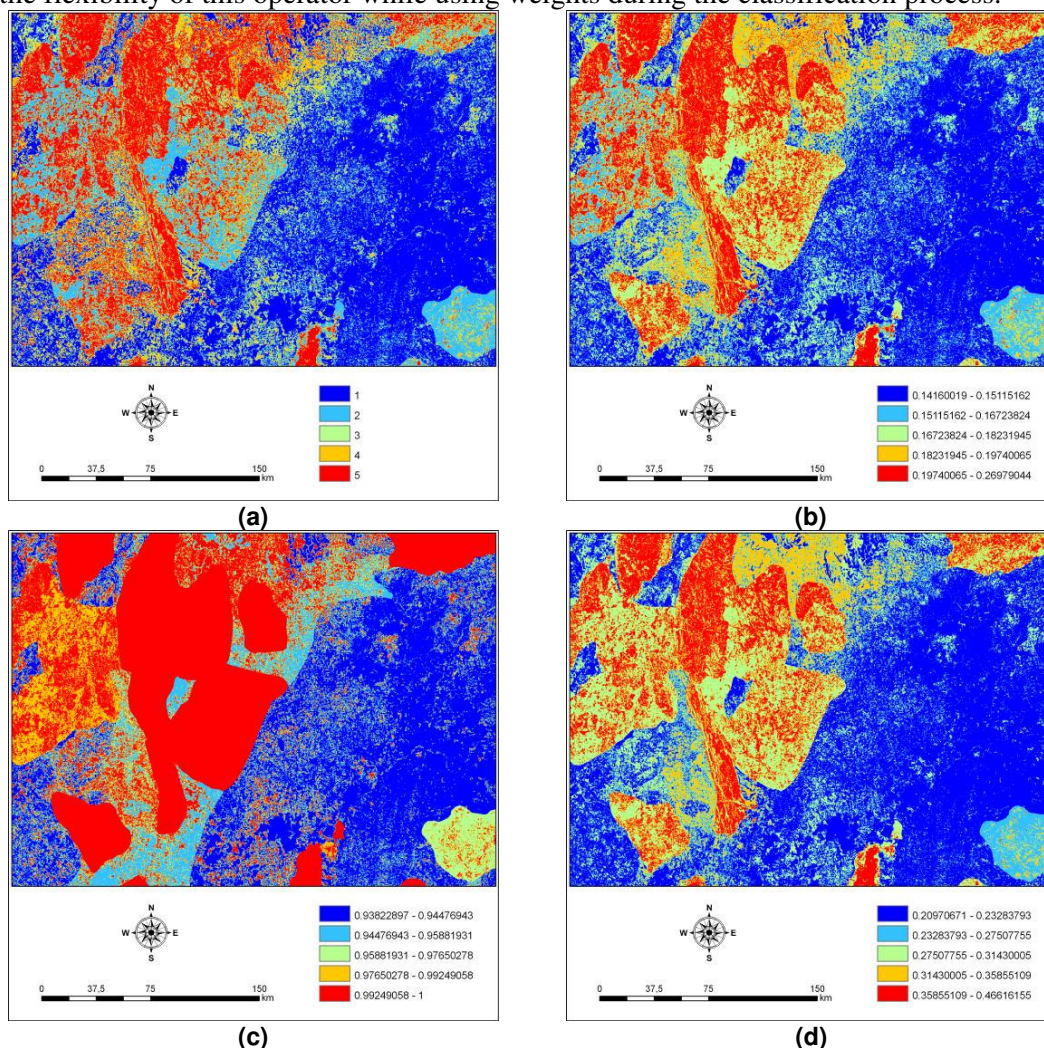 the flexibility of this operator while using weights during the classification process.
N
W E
S
0 37,5 75 150
km
1
2
3
4
5
(a)
N
W E
S
0 37,5 75 150
km
0.14160019 - 0.15115162
0.15115162 - 0.16723824
0.16723824 - 0.18231945
0.18231945 - 0.19740065
0.19740065 - 0.26979044
(b)
N
W E
S
0 37,5 75 150
km
0.93822897 - 0.94476943
0.94476943 - 0.95881931
0.95881931 - 0.97650278
0.97650278 - 0.99249058
0.99249058 - 1
(c)
N
W E
S
0 37,5 75 150
km
0.20970671 - 0.23283793
0.23283793 - 0.27507755
0.27507755 - 0.31430005
0.31430005 - 0.35855109
0.35855109 - 0.46616155
(d)